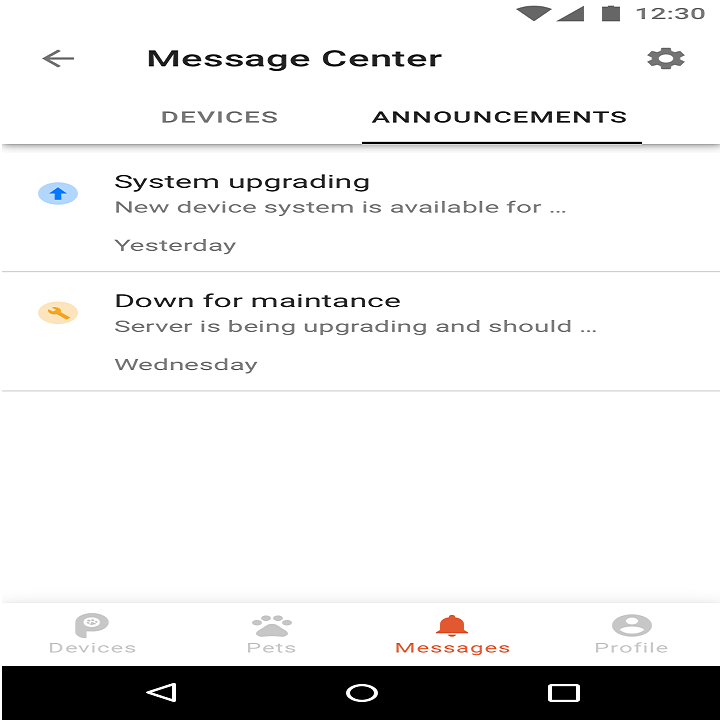 12:30
Message Center
DEVICES ANNOUNCEMENTS
System upgrading
New device system is available for ...
Yesterday
Down for maintance
Server is being upgrading and should ...
Wednesday
Devices Pets Messages Profile